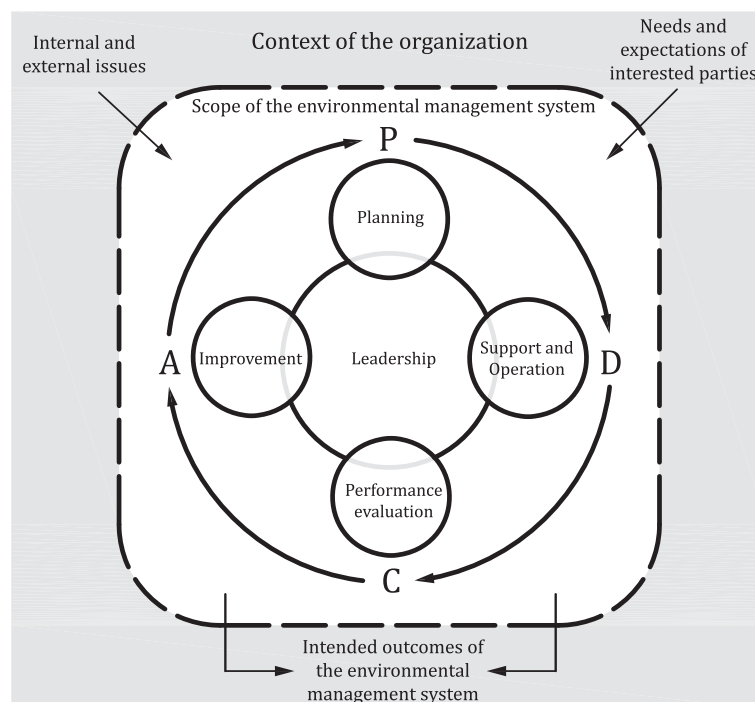 Context of the organization
Internal and
external issues
Needs and
expectations of
interested parties
Scope of the environmental management system
P
Planning
A
Improvement
Leadership
Support and
Operation
D
Performance
evaluation
C
Intended outcomes of
the environmental
management system